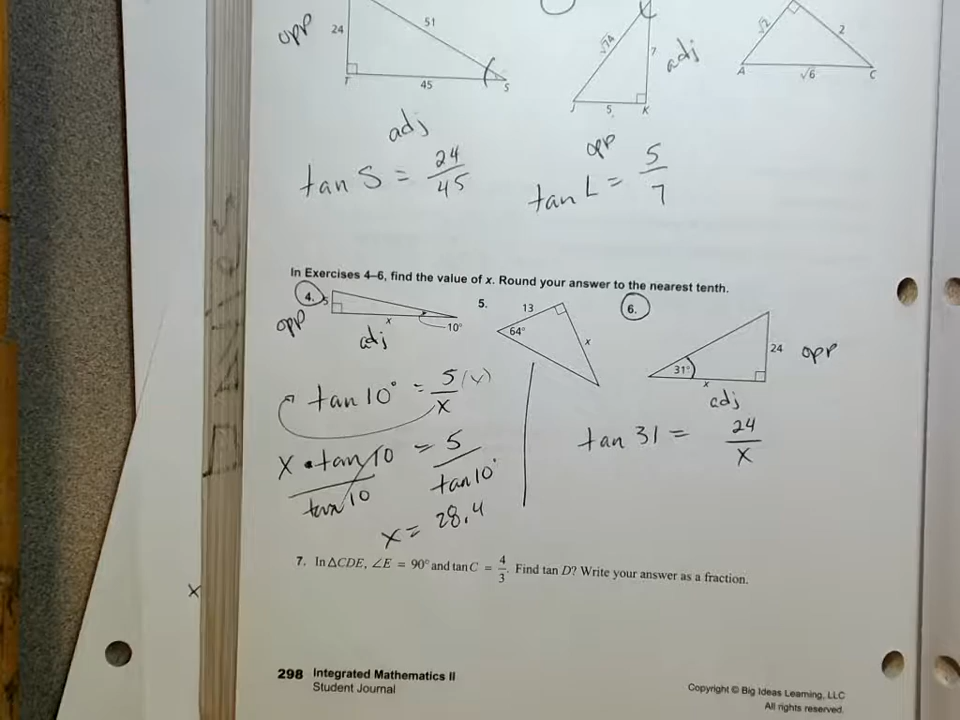 opp
24
51
T
45
S
adj
tan S = 24/45
√74
7
adj
J
5
K
opp
tan L = 5/7
√2
2
A
√6
C
In Exercises 4–6, find the value of x. Round your answer to the nearest tenth.
4.
5
x
10°
opp
adj
tan 10° = 5/x
x • tan 10 = 5
tan 10
tan 10°
x = 28.4
5.
13
64°
x
6.
24
opp
31°
x
adj
tan 31 = 24/x
7. In △CDE, ∠E = 90° and tan C = 4/3. Find tan D? Write your answer as a fraction.
x
298 Integrated Mathematics II
Student Journal
Copyright © Big Ideas Learning, LLC
All rights reserved.